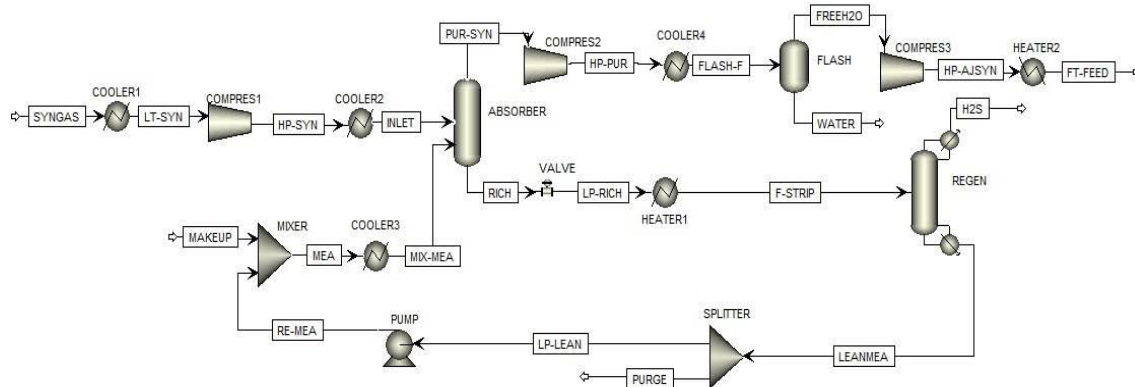 FREEH2O
PUR-SYN
COMPRES2
COOLER4
COMPRES3
HEATER2
HP-PUR
FLASH-F
FLASH
HP-AJSYN
FT-FEED
COOLER1
COMPRES1
COOLER2
ABSORBER
H2S
SYNGAS
LT-SYN
HP-SYN
INLET
WATER
VALVE
REGEN
RICH
LP-RICH
F-STRIP
HEATER1
MIXER
COOLER3
MAKEUP
MEA
MIX-MEA
PUMP
SPLITTER
RE-MEA
LP-LEAN
LEANMEA
PURGE